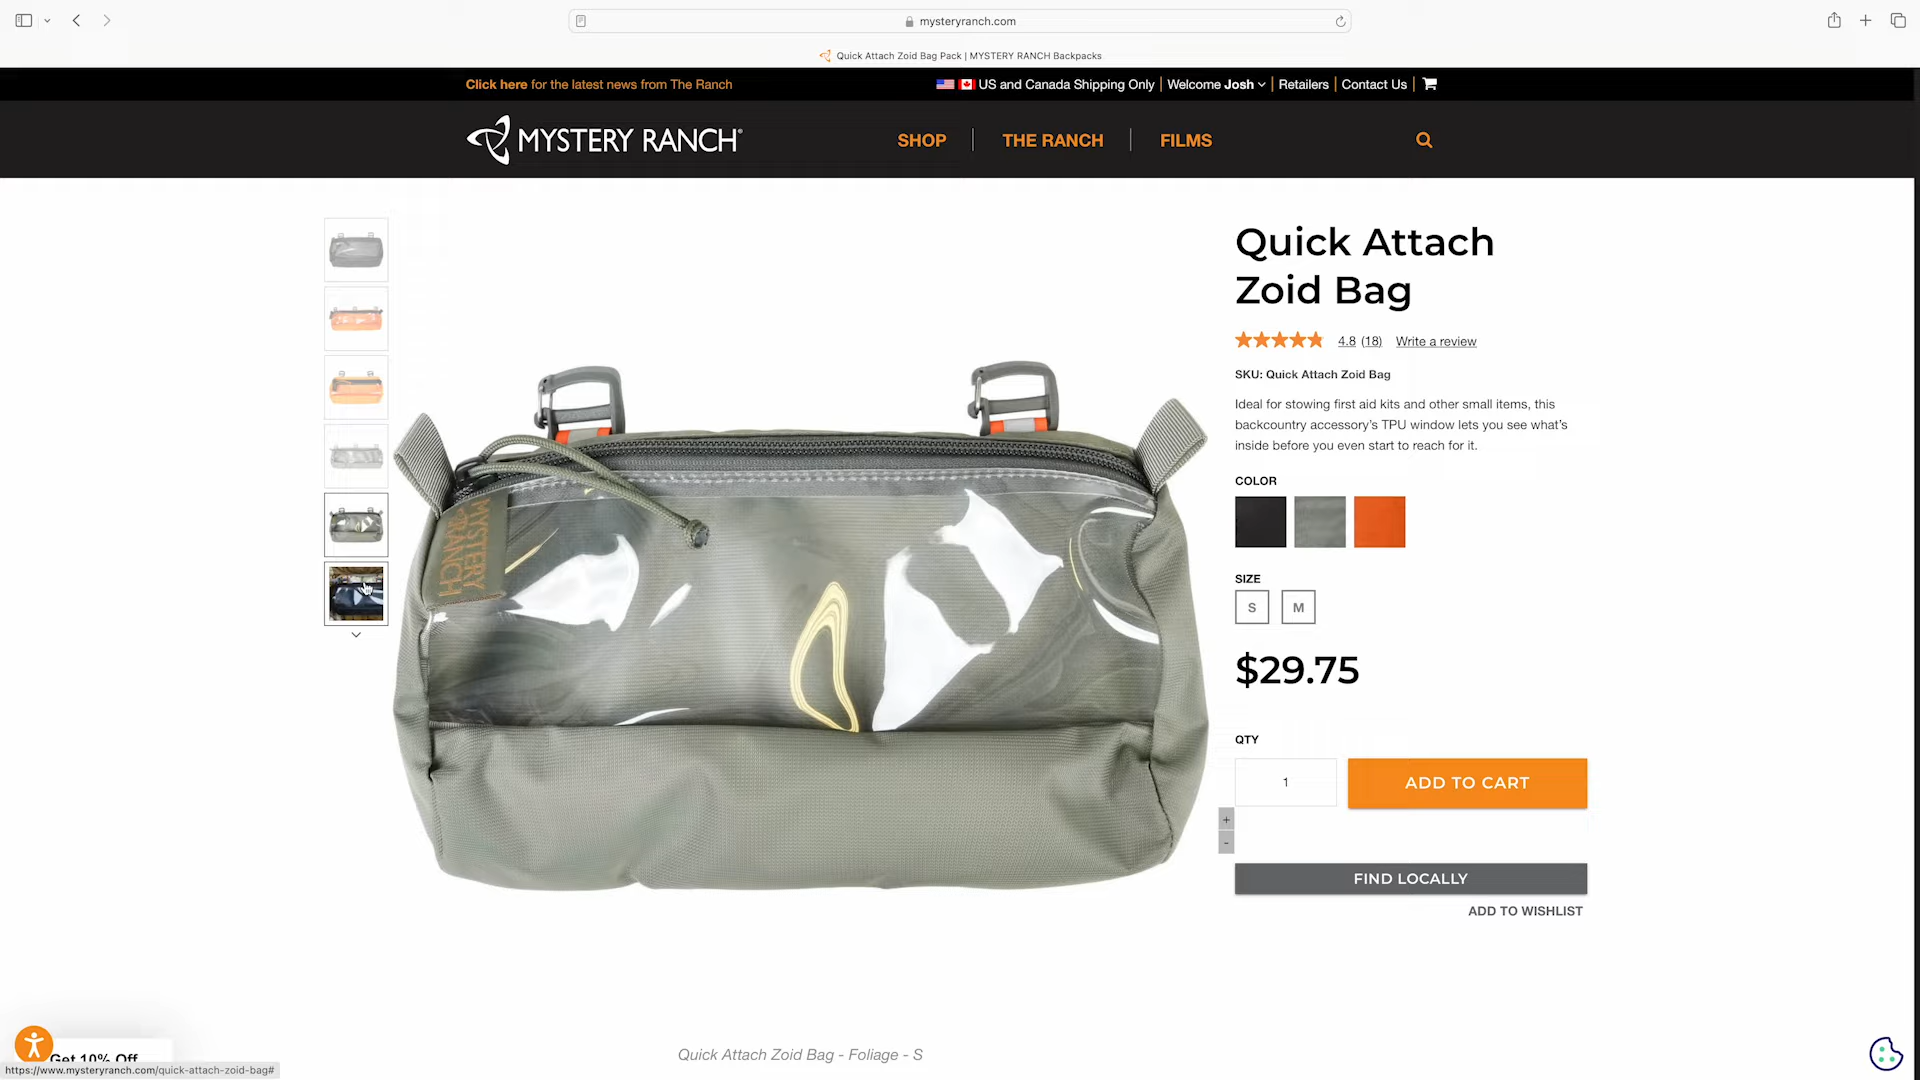 mysteryranch.com
Quick Attach Zoid Bag Pack | MYSTERY RANCH Backpacks
Click here for the latest news from The Ranch
US and Canada Shipping Only | Welcome Josh | Retailers | Contact Us |
MYSTERY RANCH®
SHOP
THE RANCH
FILMS
Quick Attach
Zoid Bag
4.8 (18) Write a review
SKU: Quick Attach Zoid Bag
Ideal for stowing first aid kits and other small items, this
backcountry accessory's TPU window lets you see what's
inside before you even start to reach for it.
COLOR
SIZE
S
M
$29.75
QTY
1
ADD TO CART
+
-
FIND LOCALLY
ADD TO WISHLIST
MYSTERY
RANCH
Quick Attach Zoid Bag - Foliage - S
Get 10% Off
https://www.mysteryranch.com/quick-attach-zoid-bag#